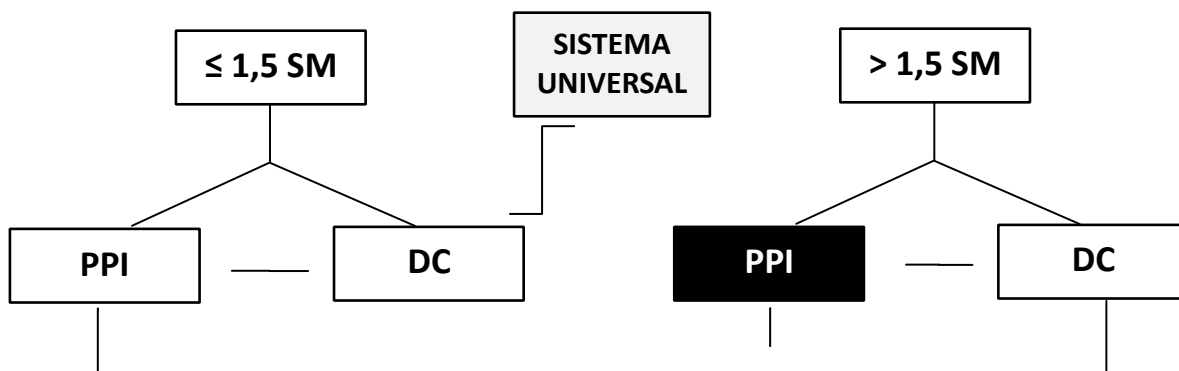 ≤ 1,5 SM
SISTEMA
UNIVERSAL
> 1,5 SM
PPI
DC
PPI
DC